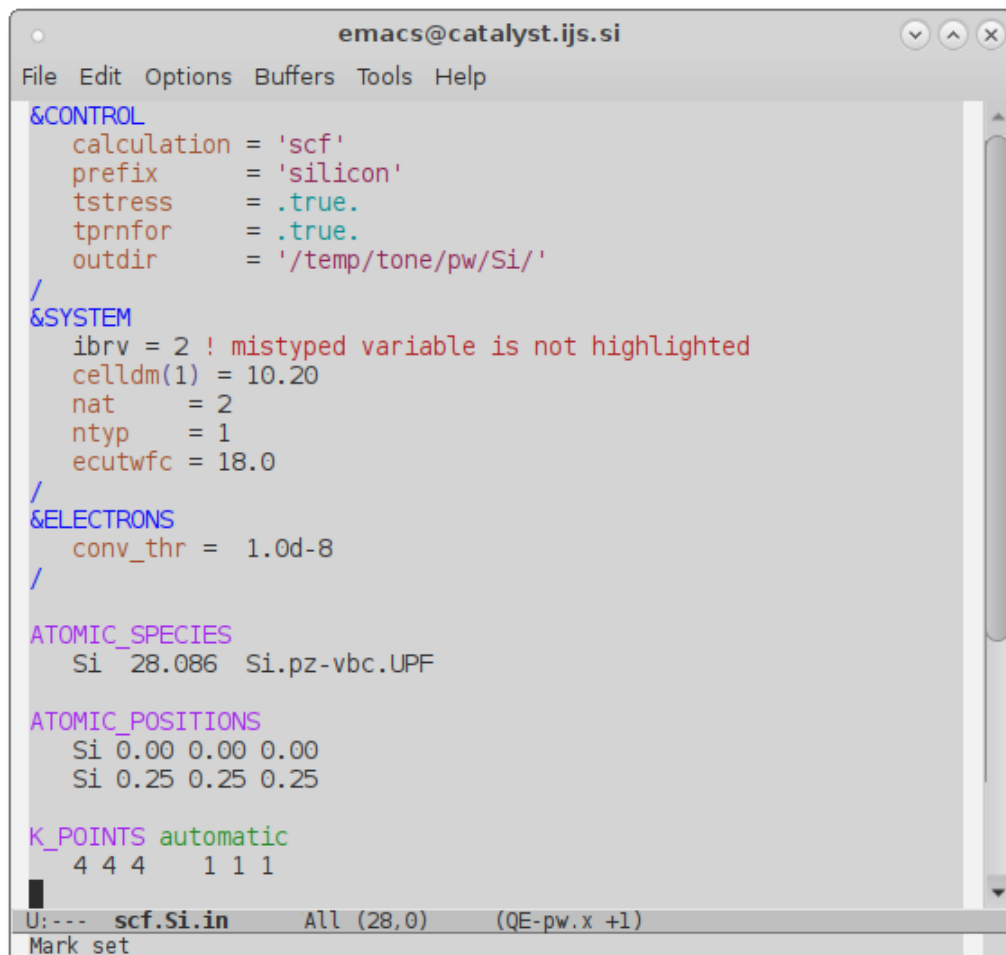 emacs@catalyst.ijs.si
File Edit Options Buffers Tools Help
&CONTROL
   calculation = 'scf'
   prefix      = 'silicon'
   tstress     = .true.
   tprnfor     = .true.
   outdir      = '/temp/tone/pw/Si/'
/
&SYSTEM
   ibrv = 2 ! mistyped variable is not highlighted
   celldm(1) = 10.20
   nat     = 2
   ntyp    = 1
   ecutwfc = 18.0
/
&ELECTRONS
   conv_thr =  1.0d-8
/
ATOMIC_SPECIES
   Si  28.086  Si.pz-vbc.UPF
ATOMIC_POSITIONS
   Si 0.00 0.00 0.00
   Si 0.25 0.25 0.25
K_POINTS automatic
   4 4 4    1 1 1
U:---  scf.Si.in      All (28,0)     (QE-pw.x +1)
Mark set